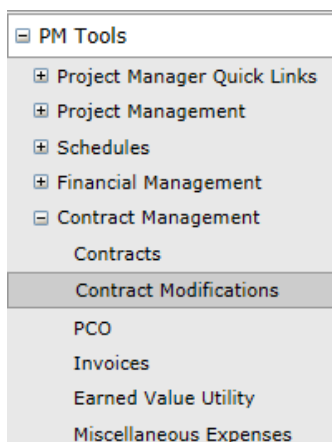 PM Tools
Project Manager Quick Links
Project Management
Schedules
Financial Management
Contract Management
Contracts
Contract Modifications
PCO
Invoices
Earned Value Utility
Miscellaneous Expenses